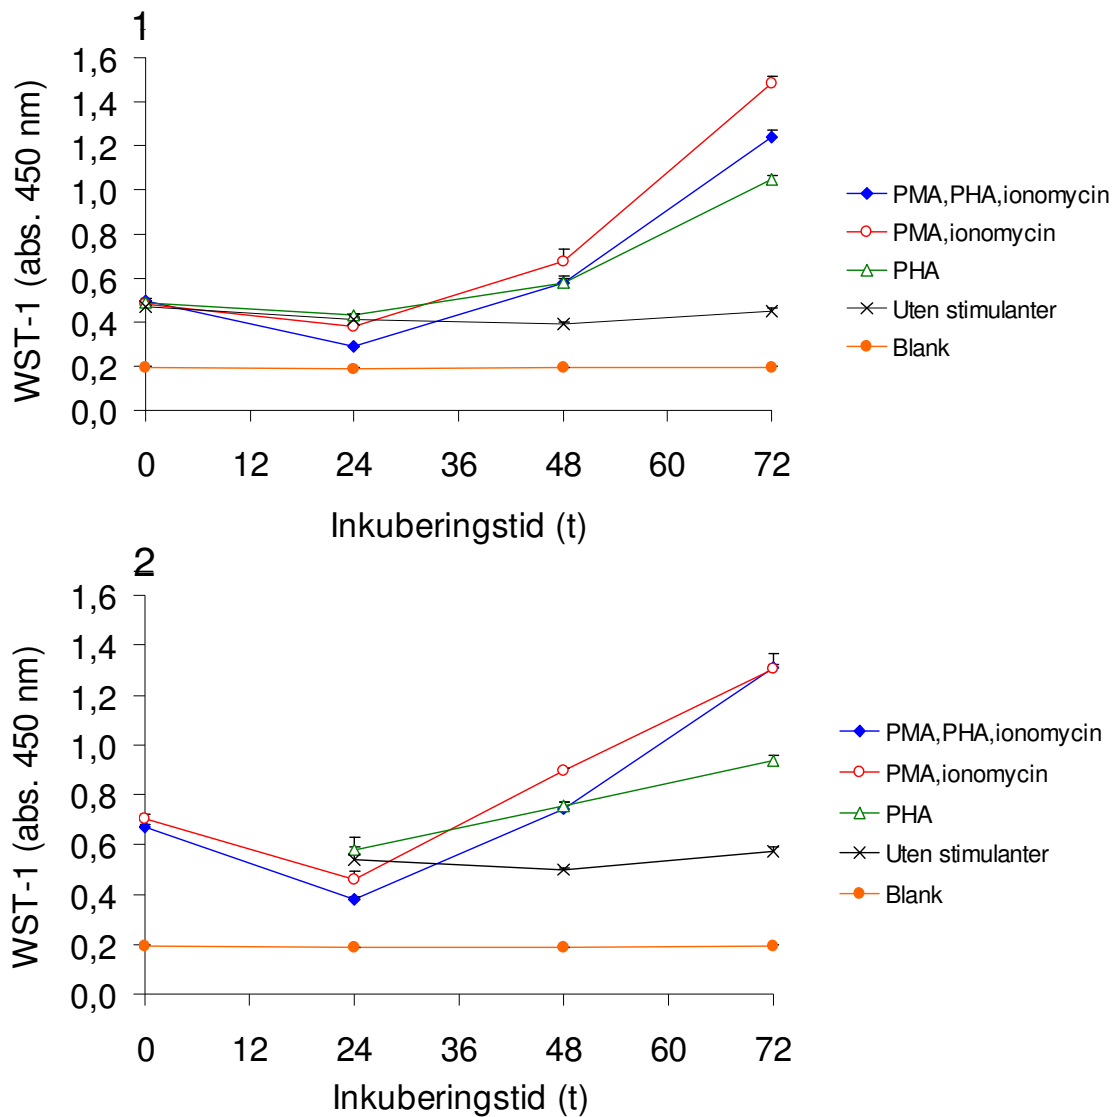 1
WST-1 (abs. 450 nm)
1,6
1,4
1,2
1,0
0,8
0,6
0,4
0,2
0,0
0 12 24 36 48 60 72
Inkuberingstid (t)
PMA,PHA,ionomycin
PMA,ionomycin
PHA
Uten stimulanter
Blank
2
WST-1 (abs. 450 nm)
1,6
1,4
1,2
1,0
0,8
0,6
0,4
0,2
0,0
0 12 24 36 48 60 72
Inkuberingstid (t)
PMA,PHA,ionomycin
PMA,ionomycin
PHA
Uten stimulanter
Blank